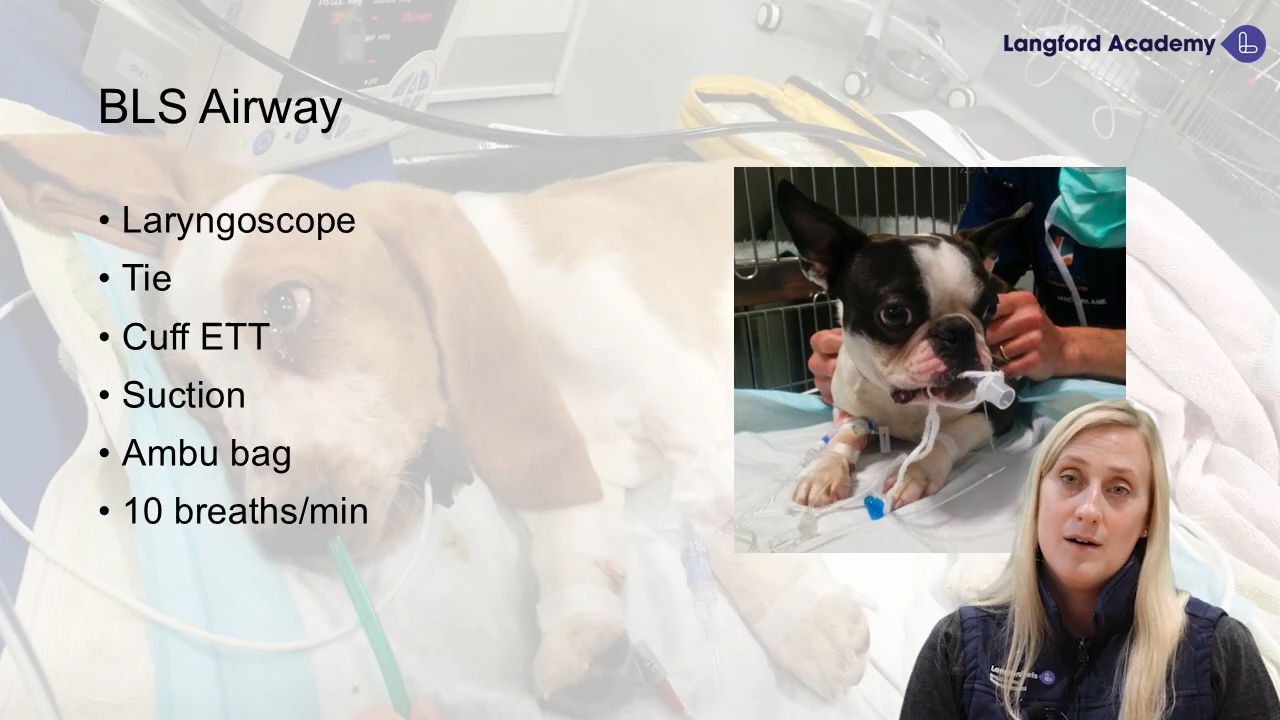 Langford Academy
BLS Airway
• Laryngoscope
• Tie
• Cuff ETT
• Suction
• Ambu bag
• 10 breaths/min